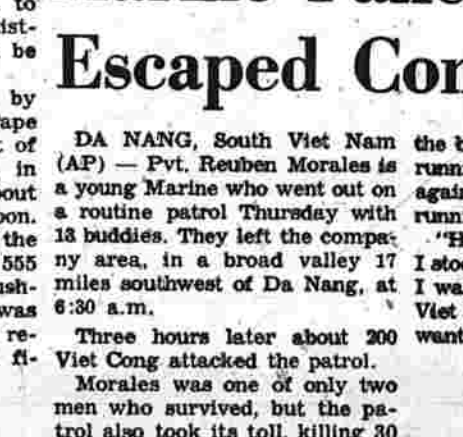 to
ist-
be
by
ape
of
in
bout
oon.
the
555
ush-
was
re-
fi-
Escaped Con
DA NANG, South Viet Nam
(AP) — Pvt. Reuben Morales is
a young Marine who went out on
a routine patrol Thursday with
13 buddies. They left the compa-
ny area, in a broad valley 17
miles southwest of Da Nang, at
6:30 a.m.
Three hours later about 200
Viet Cong attacked the patrol.
Morales was one of only two
men who survived, but the pa-
trol also took its toll, killing 30
the b
runn
again
runn
"H
I stoo
I wa
Viet
want